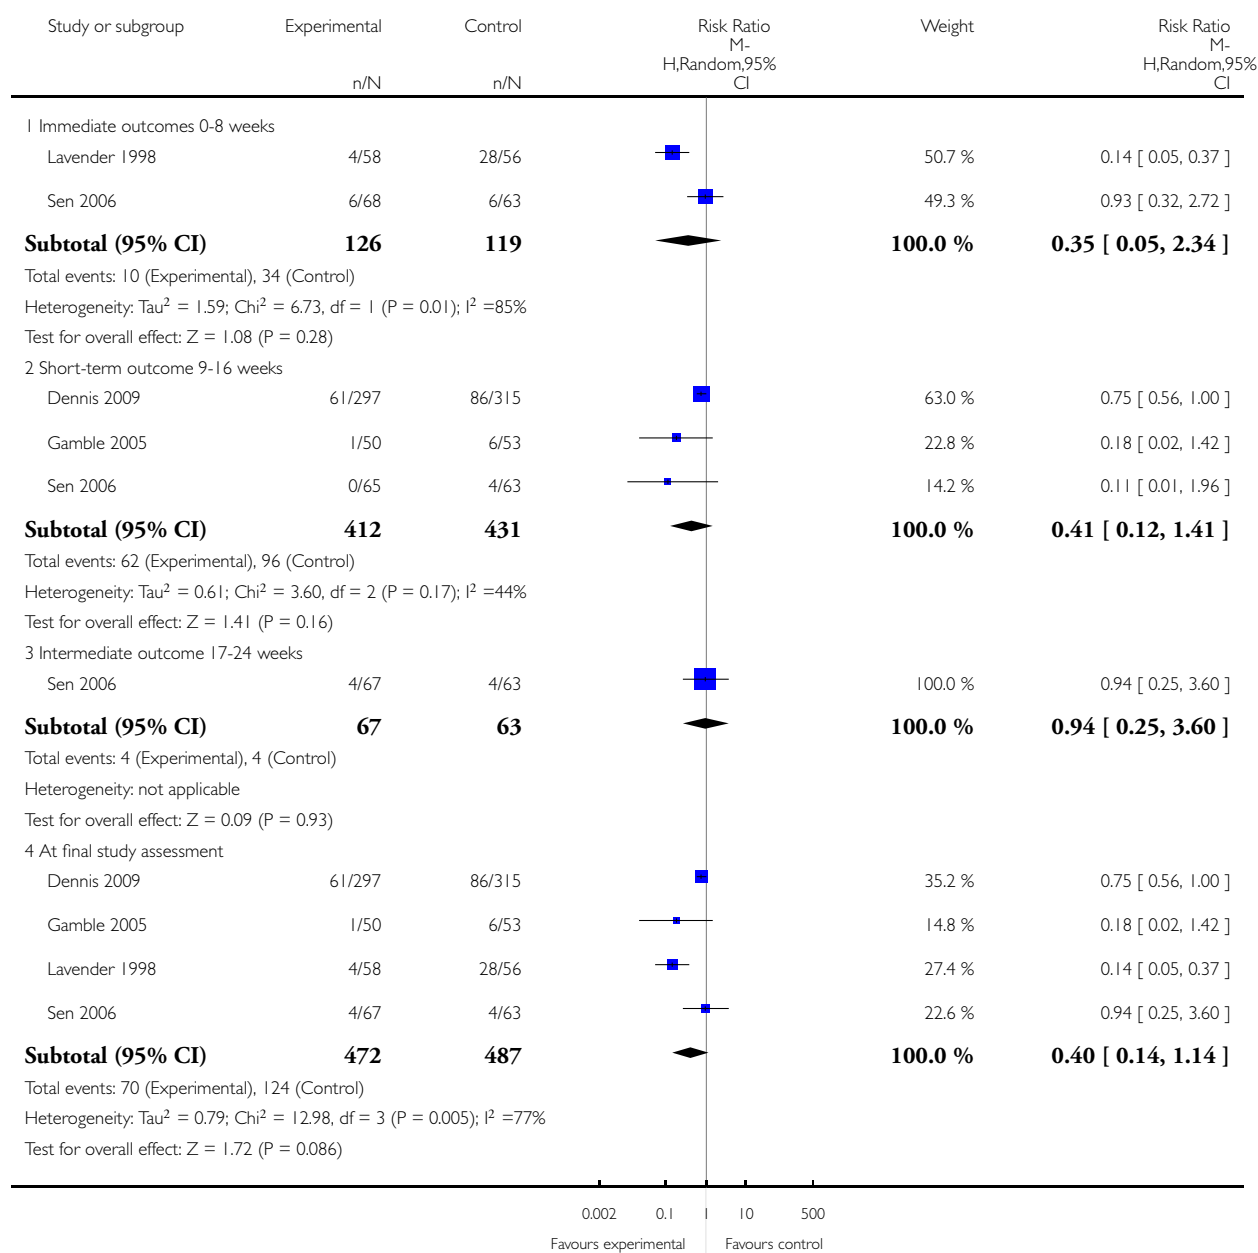 Study or subgroup Experimental Control Risk Ratio Weight Risk Ratio
M- M-
H,Random,95% H,Random,95%
n/N n/N CI CI
1 Immediate outcomes 0-8 weeks
Lavender 1998 4/58 28/56 50.7 % 0.14 [ 0.05, 0.37 ]
Sen 2006 6/68 6/63 49.3 % 0.93 [ 0.32, 2.72 ]
Subtotal (95% CI) 126 119 100.0 % 0.35 [ 0.05, 2.34 ]
Total events: 10 (Experimental), 34 (Control)
Heterogeneity: Tau² = 1.59; Chi² = 6.73, df = 1 (P = 0.01); I² =85%
Test for overall effect: Z = 1.08 (P = 0.28)
2 Short-term outcome 9-16 weeks
Dennis 2009 61/297 86/315 63.0 % 0.75 [ 0.56, 1.00 ]
Gamble 2005 1/50 6/53 22.8 % 0.18 [ 0.02, 1.42 ]
Sen 2006 0/65 4/63 14.2 % 0.11 [ 0.01, 1.96 ]
Subtotal (95% CI) 412 431 100.0 % 0.41 [ 0.12, 1.41 ]
Total events: 62 (Experimental), 96 (Control)
Heterogeneity: Tau² = 0.61; Chi² = 3.60, df = 2 (P = 0.17); I² =44%
Test for overall effect: Z = 1.41 (P = 0.16)
3 Intermediate outcome 17-24 weeks
Sen 2006 4/67 4/63 100.0 % 0.94 [ 0.25, 3.60 ]
Subtotal (95% CI) 67 63 100.0 % 0.94 [ 0.25, 3.60 ]
Total events: 4 (Experimental), 4 (Control)
Heterogeneity: not applicable
Test for overall effect: Z = 0.09 (P = 0.93)
4 At final study assessment
Dennis 2009 61/297 86/315 35.2 % 0.75 [ 0.56, 1.00 ]
Gamble 2005 1/50 6/53 14.8 % 0.18 [ 0.02, 1.42 ]
Lavender 1998 4/58 28/56 27.4 % 0.14 [ 0.05, 0.37 ]
Sen 2006 4/67 4/63 22.6 % 0.94 [ 0.25, 3.60 ]
Subtotal (95% CI) 472 487 100.0 % 0.40 [ 0.14, 1.14 ]
Total events: 70 (Experimental), 124 (Control)
Heterogeneity: Tau² = 0.79; Chi² = 12.98, df = 3 (P = 0.005); I² =77%
Test for overall effect: Z = 1.72 (P = 0.086)
0.002 0.1 1 10 500
Favours experimental Favours control